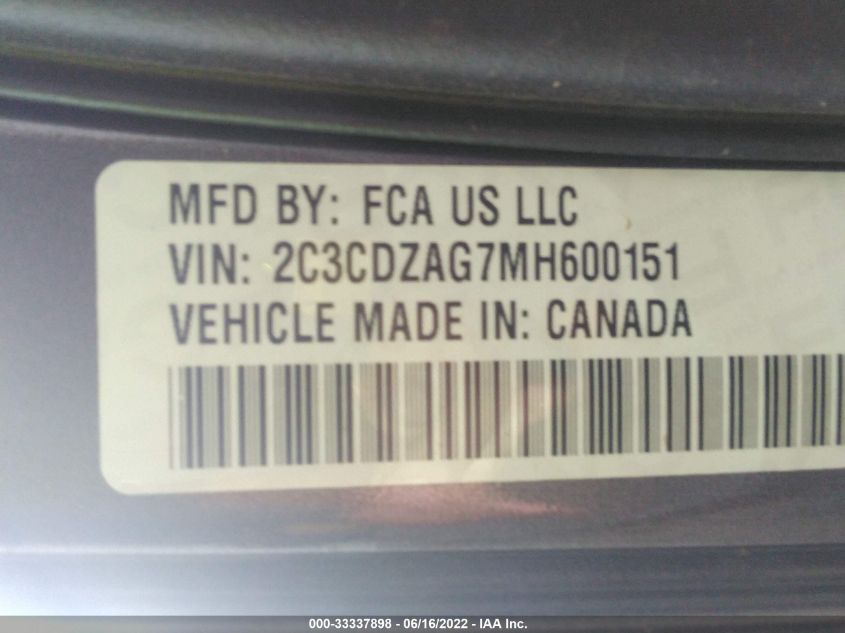 MFD BY: FCA US LLC
VIN: 2C3CDZAG7MH600151
VEHICLE MADE IN: CANADA
000-33337898 - 06/16/2022 - IAA Inc.